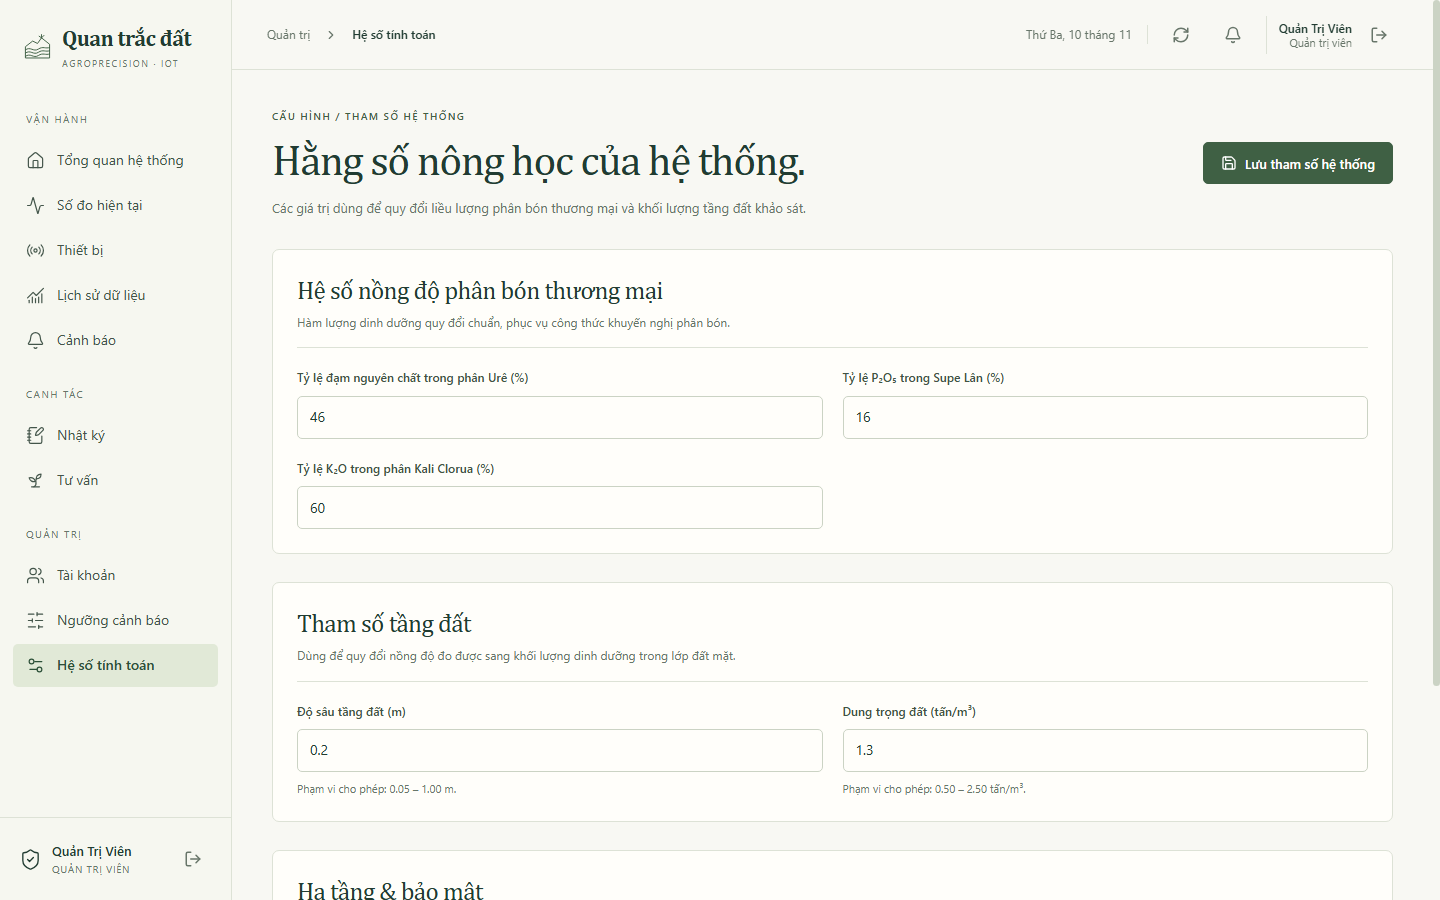 Quan trắc đất
AGROPRECISION · IOT
VẬN HÀNH
Tổng quan hệ thống
Số đo hiện tại
Thiết bị
Lịch sử dữ liệu
Cảnh báo
CANH TÁC
Nhật ký
Tư vấn
QUẢN TRỊ
Tài khoản
Ngưỡng cảnh báo
Hệ số tính toán
Quản Trị Viên
QUẢN TRỊ VIÊN
Quản trị > Hệ số tính toán
Thứ Ba, 10 tháng 11
Quản Trị Viên
Quản trị viên
CẤU HÌNH / THAM SỐ HỆ THỐNG
Hằng số nông học của hệ thống.
Các giá trị dùng để quy đổi liều lượng phân bón thương mại và khối lượng tầng đất khảo sát.
Lưu tham số hệ thống
Hệ số nồng độ phân bón thương mại
Hàm lượng dinh dưỡng quy đổi chuẩn, phục vụ công thức khuyến nghị phân bón.
Tỷ lệ đạm nguyên chất trong phân Urê (%)
46
Tỷ lệ P₂O₅ trong Supe Lân (%)
16
Tỷ lệ K₂O trong phân Kali Clorua (%)
60
Tham số tầng đất
Dùng để quy đổi nồng độ đo được sang khối lượng dinh dưỡng trong lớp đất mặt.
Độ sâu tầng đất (m)
0.2
Phạm vi cho phép: 0.05 – 1.00 m.
Dung trọng đất (tấn/m³)
1.3
Phạm vi cho phép: 0.50 – 2.50 tấn/m³.
Hạ tầng & bảo mật